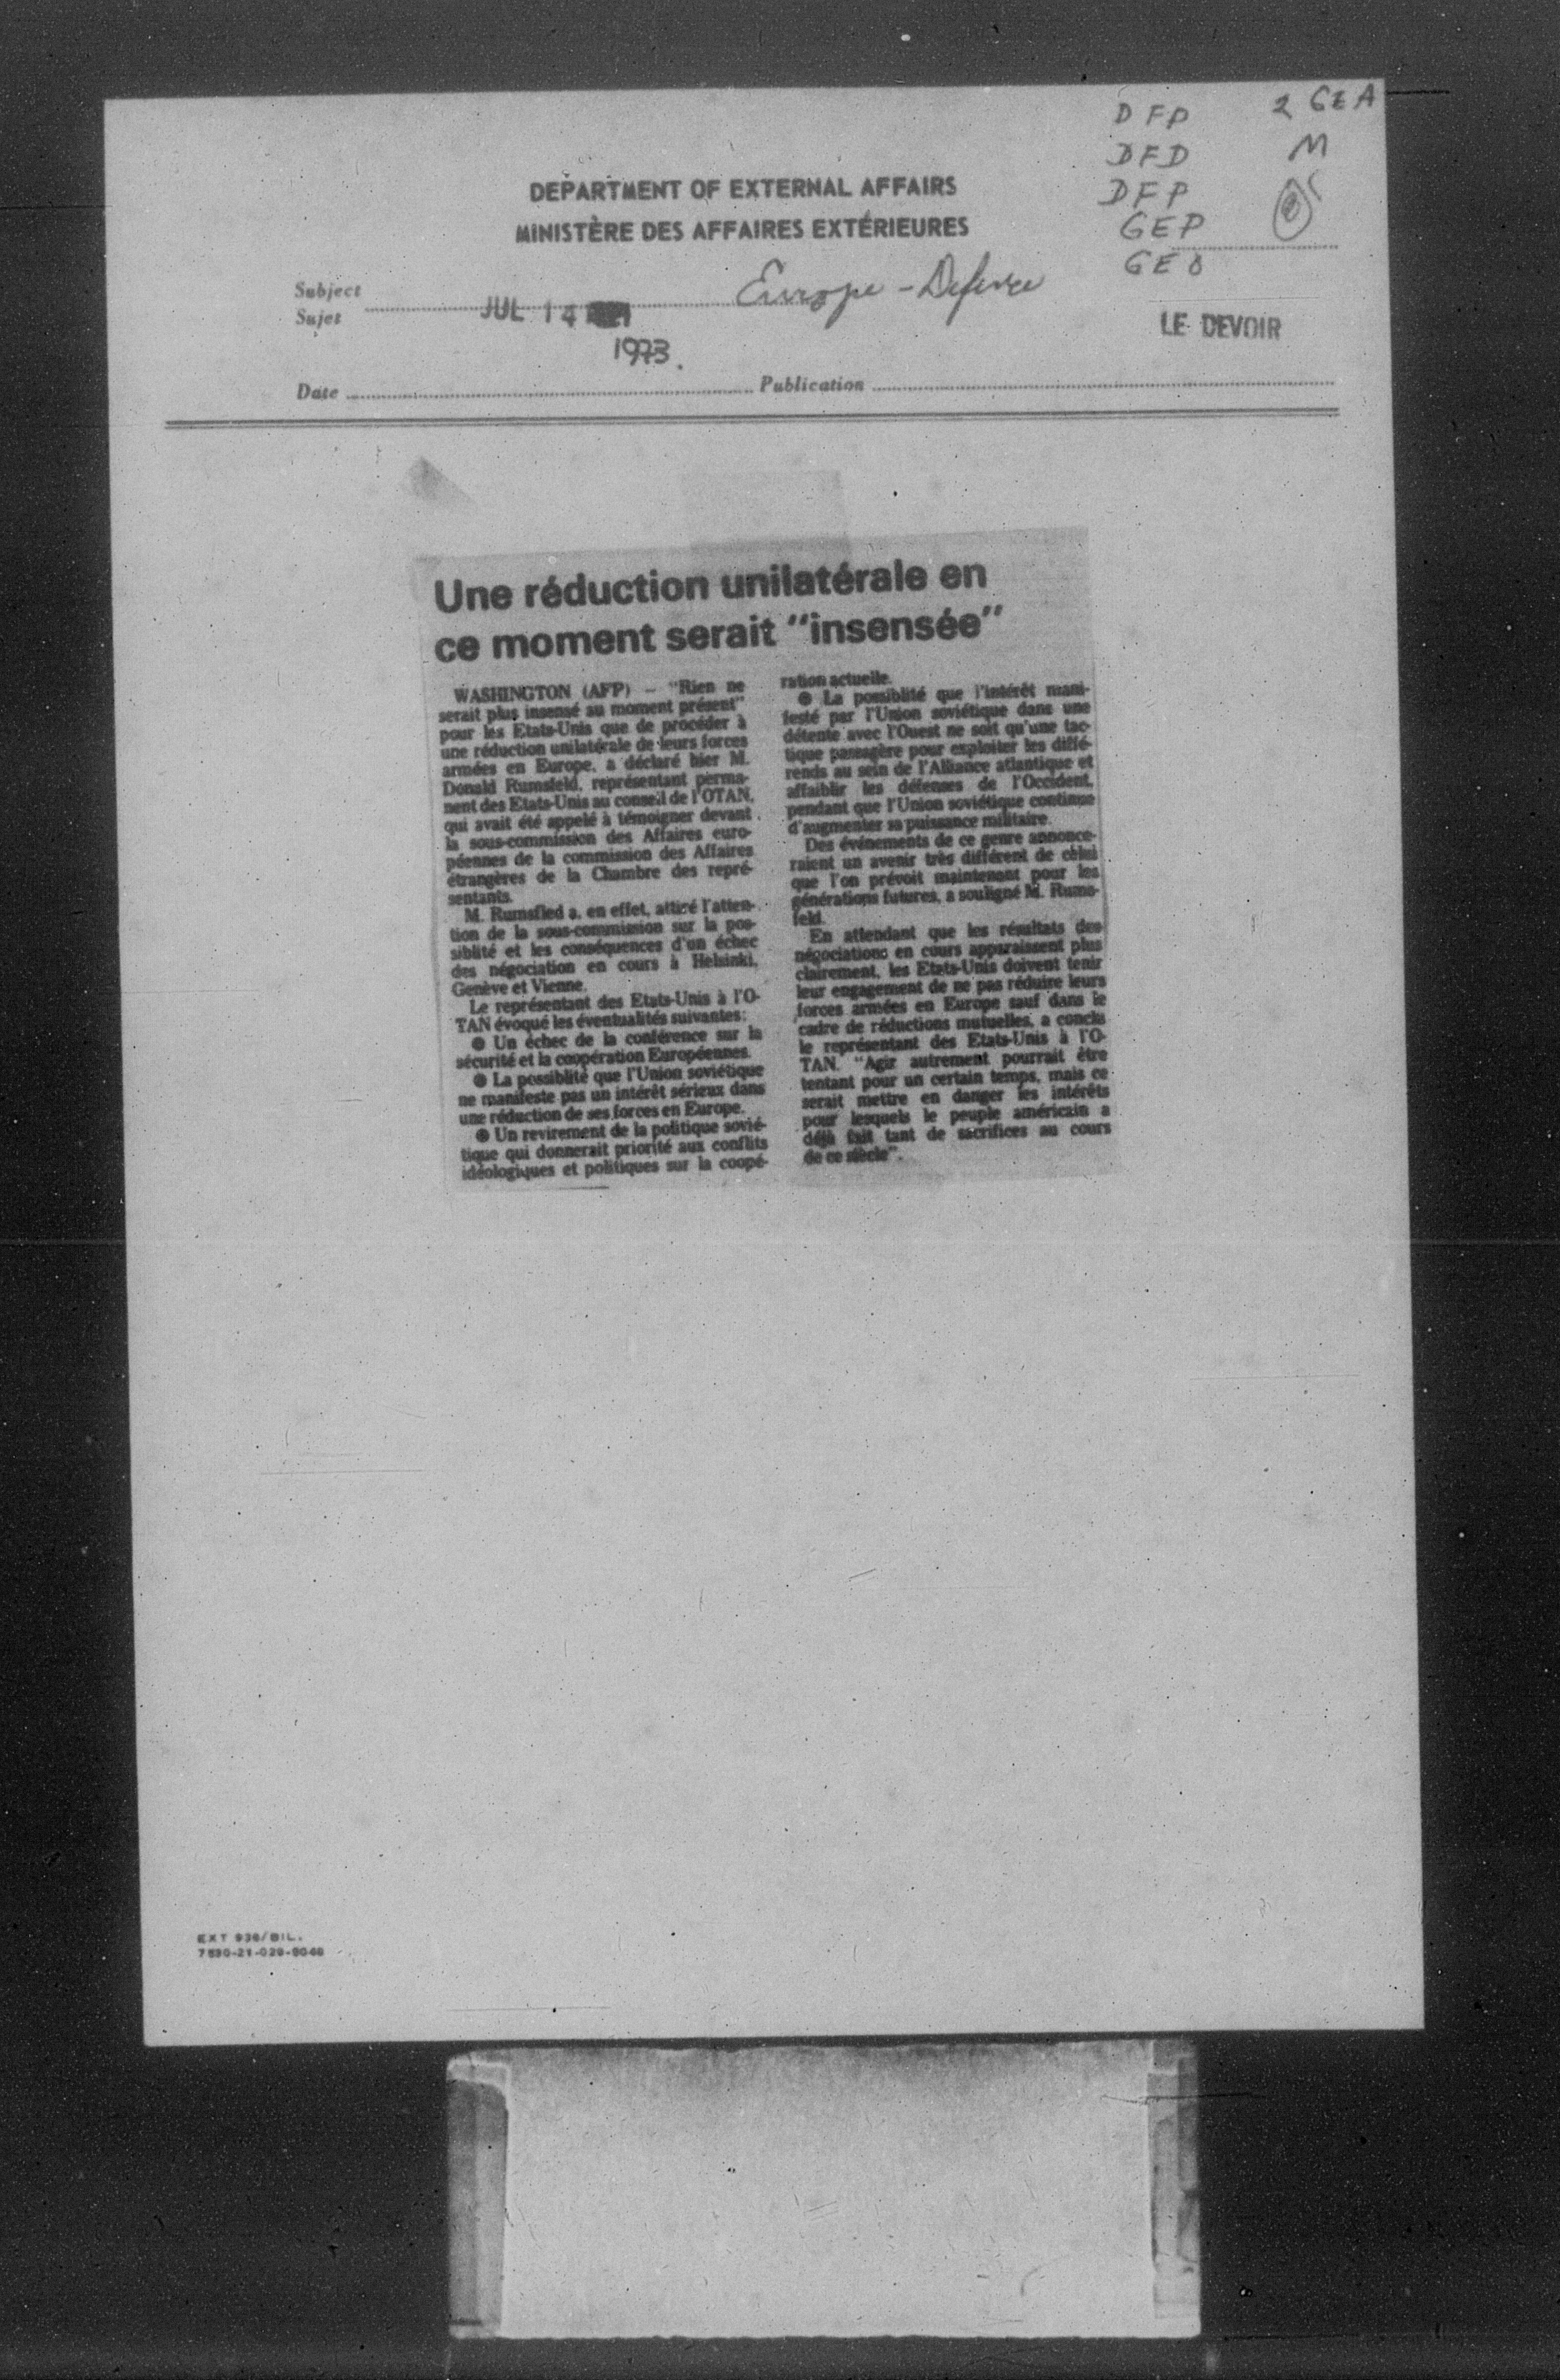 DFP 2 GEA
DFD M
DFP
GEP
GEO
DEPARTMENT OF EXTERNAL AFFAIRS
MINISTÈRE DES AFFAIRES EXTÉRIEURES
Subject
Sujet
Europe - Defence
JUL 14
1973.
LE DEVOIR
Date
Publication
Une réduction unilatérale en
ce moment serait "insensée"
WASHINGTON (AFP) - "Rien ne
serait plus insensé au moment présent"
pour les Etats-Unis que de procéder à
une réduction unilatérale de leurs forces
armées en Europe, a déclaré hier M.
Donald Rumsfeld, représentant perma-
nent des Etats-Unis au conseil de l'OTAN,
qui avait été appelé à témoigner devant
la sous-commission des Affaires euro-
péennes de la commission des Affaires
étrangères de la Chambre des repré-
sentants.
M. Rumsfled a, en effet, attiré l'atten-
tion de la sous-commission sur la pos-
siblité et les conséquences d'un échec
des négociation en cours à Helsinki,
Genève et Vienne.
Le représentant des Etats-Unis à l'O-
TAN évoqué les éventualités suivantes:
● Un échec de la conférence sur la
sécurité et la coopération Européennes.
● La possiblité que l'Union soviétique
ne manifeste pas un intérêt sérieux dans
une réduction de ses forces en Europe.
● Un revirement de la politique sovié-
tique qui donnerait priorité aux conflits
idéologiques et politiques sur la coopé-
ration actuelle.
● La possiblité que l'intérêt mani-
festé par l'Union soviétique dans une
détente avec l'Ouest ne soit qu'une tac-
tique passagère pour exploiter les diffé-
rends au sein de l'Alliance atlantique et
affaiblir les défenses de l'Occident,
pendant que l'Union soviétique continue
d'augmenter sa puissance militaire.
Des événements de ce genre annonce-
raient un avenir très différent de celui
que l'on prévoit maintenant pour les
générations futures, a souligné M. Rums-
feld.
En attendant que les résultats des
négociations en cours apparaissent plus
clairement, les Etats-Unis doivent tenir
leur engagement de ne pas réduire leurs
forces armées en Europe sauf dans le
cadre de réductions mutuelles, a conclu
le représentant des Etats-Unis à l'O-
TAN. "Agir autrement pourrait être
tentant pour un certain temps, mais ce
serait mettre en danger les intérêts
pour lesquels le peuple américain a
déjà fait tant de sacrifices au cours
de ce siècle".
EXT 936/BIL.
7530-21-029-8046